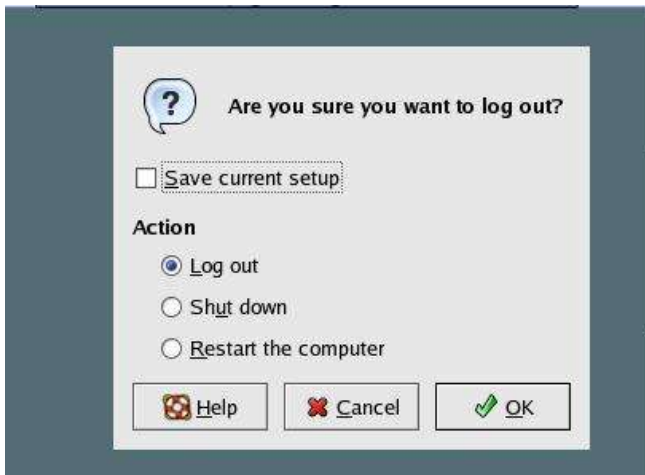 Are you sure you want to log out?
Save current setup
Action
Log out
Shut down
Restart the computer
Help
Cancel
OK